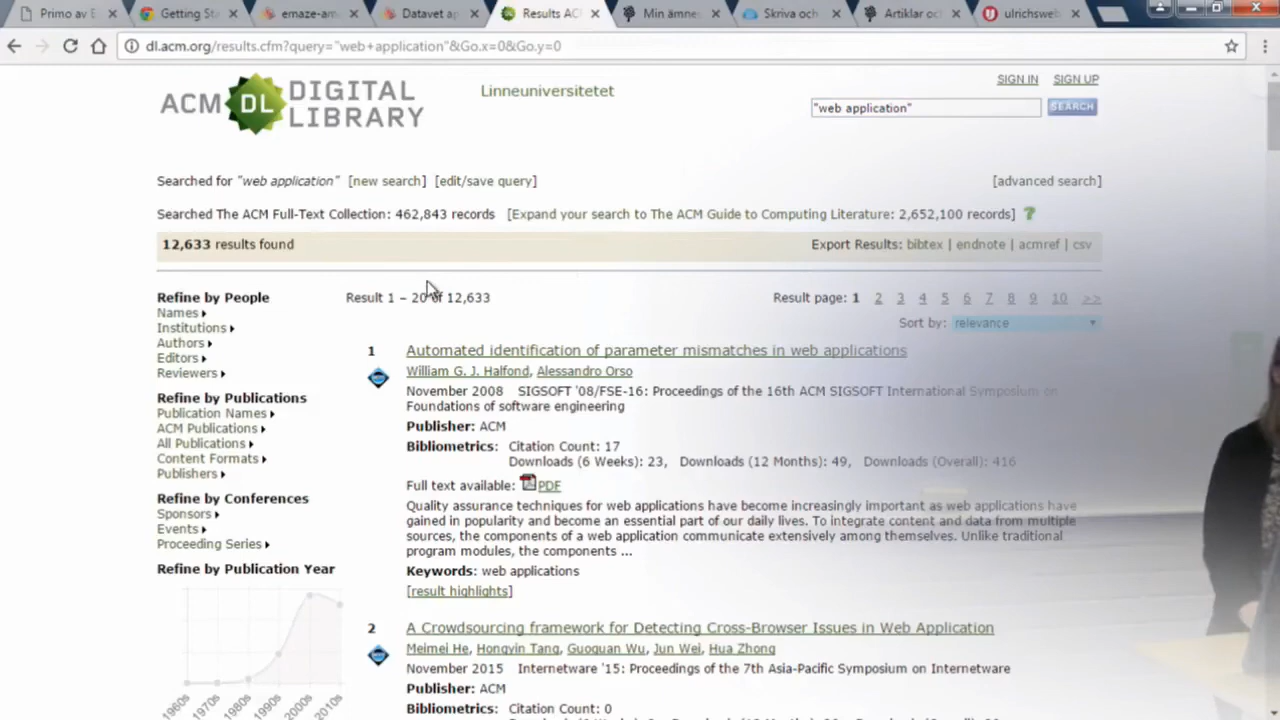 Primo av E
Getting Sta
emaze-am
Datavet ap
Results AC
Min ämne
Skriva och
Artiklar oc
ulrichswe
dl.acm.org/results.cfm?query="web+application"&Go.x=0&Go.y=0
SIGN IN SIGN UP
ACM DL DIGITAL LIBRARY
Linneuniversitetet
"web application" SEARCH
Searched for "web application" [new search] [edit/save query] [advanced search]
Searched The ACM Full-Text Collection: 462,843 records [Expand your search to The ACM Guide to Computing Literature: 2,652,100 records] ?
12,633 results found Export Results: bibtex | endnote | acmref | csv
Refine by People
Names
Institutions
Authors
Editors
Reviewers
Refine by Publications
Publication Names
ACM Publications
All Publications
Content Formats
Publishers
Refine by Conferences
Sponsors
Events
Proceeding Series
Refine by Publication Year
1960s 1970s 1980s 1990s 2000s 2010s
Result 1 – 20 of 12,633
Result page: 1 2 3 4 5 6 7 8 9 10 >>
Sort by: relevance
1 Automated identification of parameter mismatches in web applications
William G. J. Halfond, Alessandro Orso
November 2008 SIGSOFT '08/FSE-16: Proceedings of the 16th ACM SIGSOFT International Symposium on
Foundations of software engineering
Publisher: ACM
Bibliometrics: Citation Count: 17
Downloads (6 Weeks): 23, Downloads (12 Months): 49, Downloads (Overall): 416
Full text available: PDF
Quality assurance techniques for web applications have become increasingly important as web applications have
gained in popularity and become an essential part of our daily lives. To integrate content and data from multiple
sources, the components of a web application communicate extensively among themselves. Unlike traditional
program modules, the components ...
Keywords: web applications
[result highlights]
2 A Crowdsourcing framework for Detecting Cross-Browser Issues in Web Application
Meimei He, Hongyin Tang, Guoquan Wu, Jun Wei, Hua Zhong
November 2015 Internetware '15: Proceedings of the 7th Asia-Pacific Symposium on Internetware
Publisher: ACM
Bibliometrics: Citation Count: 0